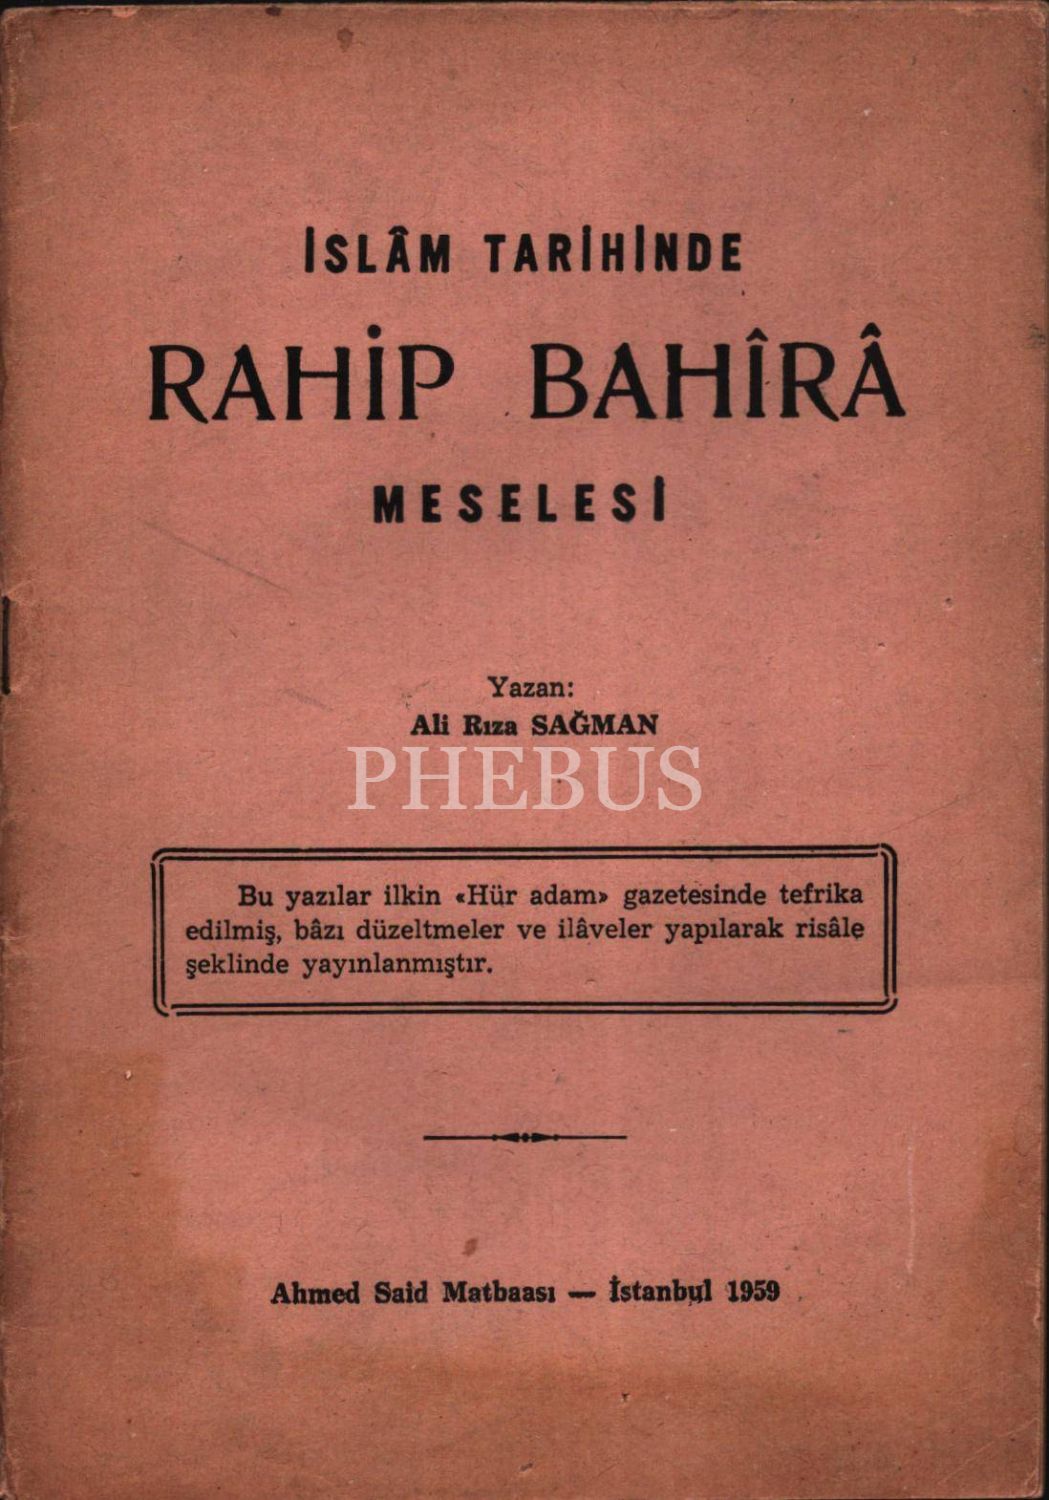 İSLÂM TARİHİNDE
RAHİP BAHÎRÂ
MESELESİ
Yazan:
Ali Rıza SAĞMAN
PHEBUS
Bu yazılar ilkin «Hür adam» gazetesinde tefrika
edilmiş, bâzı düzeltmeler ve ilâveler yapılarak risâle
şeklinde yayınlanmıştır.
Ahmed Said Matbaası — İstanbul 1959